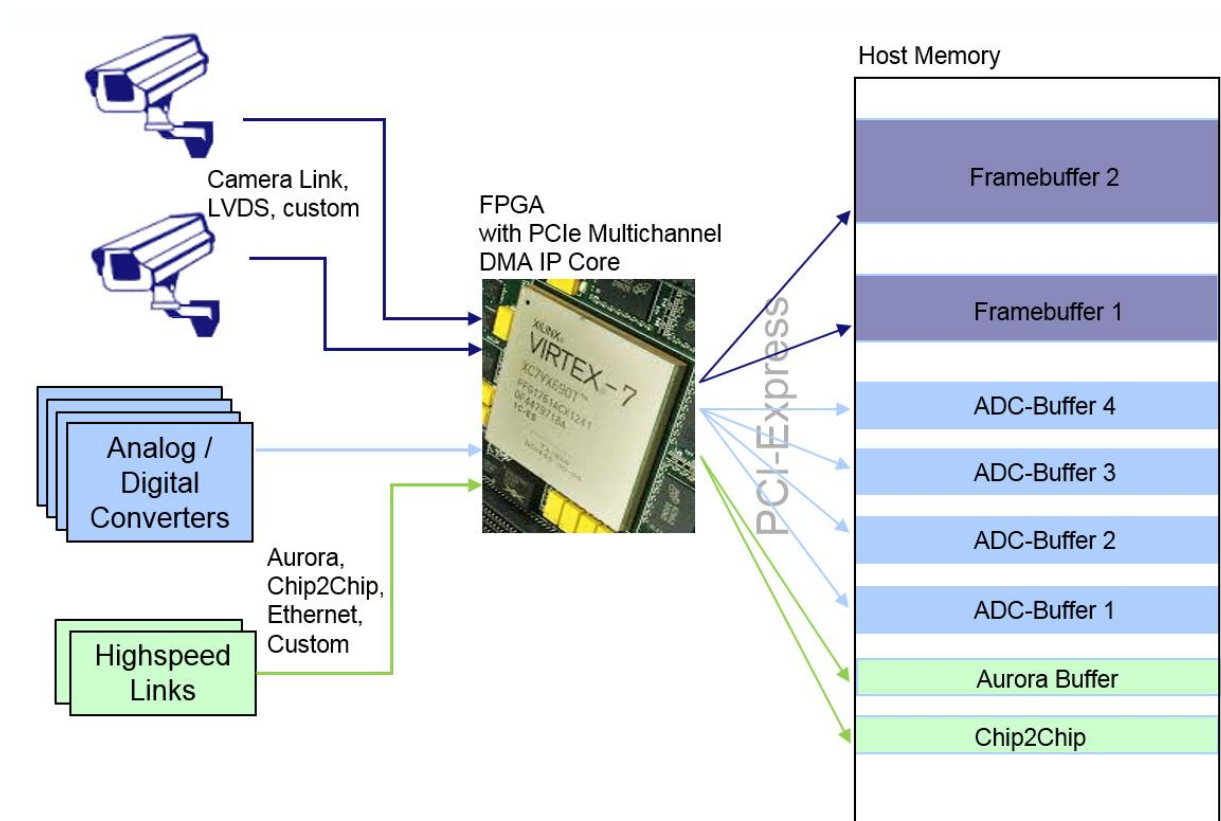 Host Memory
Camera Link,
LVDS, custom
FPGA
with PCIe Multichannel
DMA IP Core
XILINX
VIRTEX-7
XC7VX690T™
Analog /
Digital
Converters
Aurora,
Chip2Chip,
Ethernet,
Custom
Highspeed
Links
PCI-Express
Framebuffer 2
Framebuffer 1
ADC-Buffer 4
ADC-Buffer 3
ADC-Buffer 2
ADC-Buffer 1
Aurora Buffer
Chip2Chip